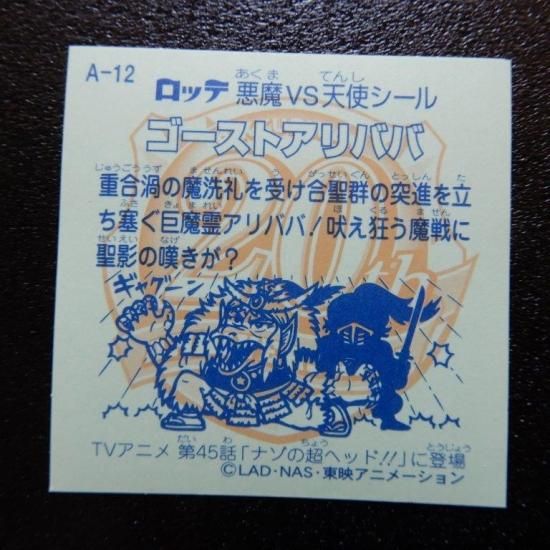 A-12
ロッテ 悪魔VS天使シール
あくま てんし
ゴーストアリババ
じゅうごううず ませんれい う がっせいぐん とっしん た
重合渦の魔洗礼を受け合聖群の突進を立
ふさ きょまれい ほ くる ません
ち塞ぐ巨魔霊アリババ!吠え狂う魔戦に
せいえい なげ
聖影の嘆きが?
ギャゲーン
だい わ ちょう とうじょう
TVアニメ 第45話「ナゾの超ヘッド!!」に登場
©LAD・NAS・東映アニメーション